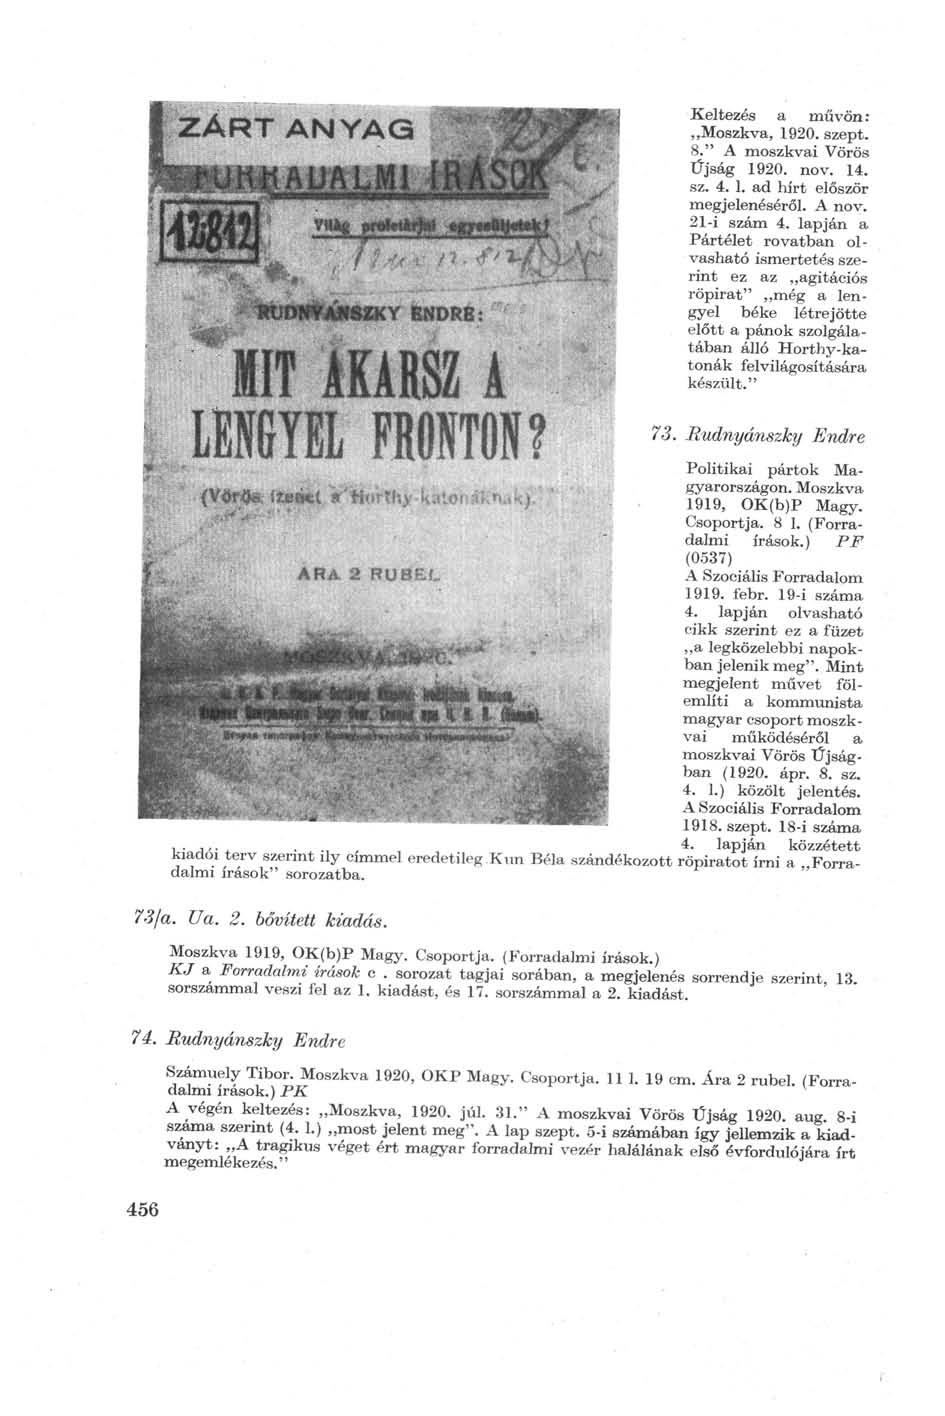 ZÁRT ANYAG
FORRADALMI ÍRÁSOK
12812
Világ proletárjai egyesüljetek!
RUDNYÁNSZKY ENDRE:
MIT AKARSZ A
LENGYEL FRONTON?
(Vörös üzenet a Horthy-katonáknak).
ÁRA 2 RUBEL
MOSZKVA, 1920.
Keltezés a művön:
„Moszkva, 1920. szept.
8.” A moszkvai Vörös
Újság 1920. nov. 14.
sz. 4. l. ad hírt először
megjelenéséről. A nov.
21-i szám 4. lapján a
Pártélet rovatban ol-
vasható ismertetés sze-
rint ez az „agitációs
röpirat” „még a len-
gyel béke létrejötte
előtt a pánok szolgála-
tában álló Horthy-ka-
tonák felvilágosítására
készült.”
73. Rudnyánszky Endre
Politikai pártok Ma-
gyarországon. Moszkva
1919, OK(b)P Magy.
Csoportja. 8 l. (Forra-
dalmi írások.) PF
(0537)
A Szociális Forradalom
1919. febr. 19-i száma
4. lapján olvasható
cikk szerint ez a füzet
„a legközelebbi napok-
ban jelenik meg”. Mint
megjelent művet föl-
említi a kommunista
magyar csoport moszk-
vai működéséről a
moszkvai Vörös Újság-
ban (1920. ápr. 8. sz.
4. l.) közölt jelentés.
A Szociális Forradalom
1918. szept. 18-i száma
4. lapján közzétett
kiadói terv szerint ily címmel eredetileg Kun Béla szándékozott röpiratot írni a „Forra-
dalmi írások” sorozatba.
73/a. Ua. 2. bővített kiadás.
Moszkva 1919, OK(b)P Magy. Csoportja. (Forradalmi írások.)
KJ a Forradalmi írások c . sorozat tagjai sorában, a megjelenés sorrendje szerint, 13.
sorszámmal veszi fel az 1. kiadást, és 17. sorszámmal a 2. kiadást.
74. Rudnyánszky Endre
Számuely Tibor. Moszkva 1920, OKP Magy. Csoportja. 11 l. 19 cm. Ára 2 rubel. (Forra-
dalmi írások.) PK
A végén keltezés: „Moszkva, 1920. júl. 31.” A moszkvai Vörös Újság 1920. aug. 8-i
száma szerint (4. l.) „most jelent meg”. A lap szept. 5-i számában így jellemzik a kiad-
ványt: „A tragikus véget ért magyar forradalmi vezér halálának első évfordulójára írt
megemlékezés.”
456